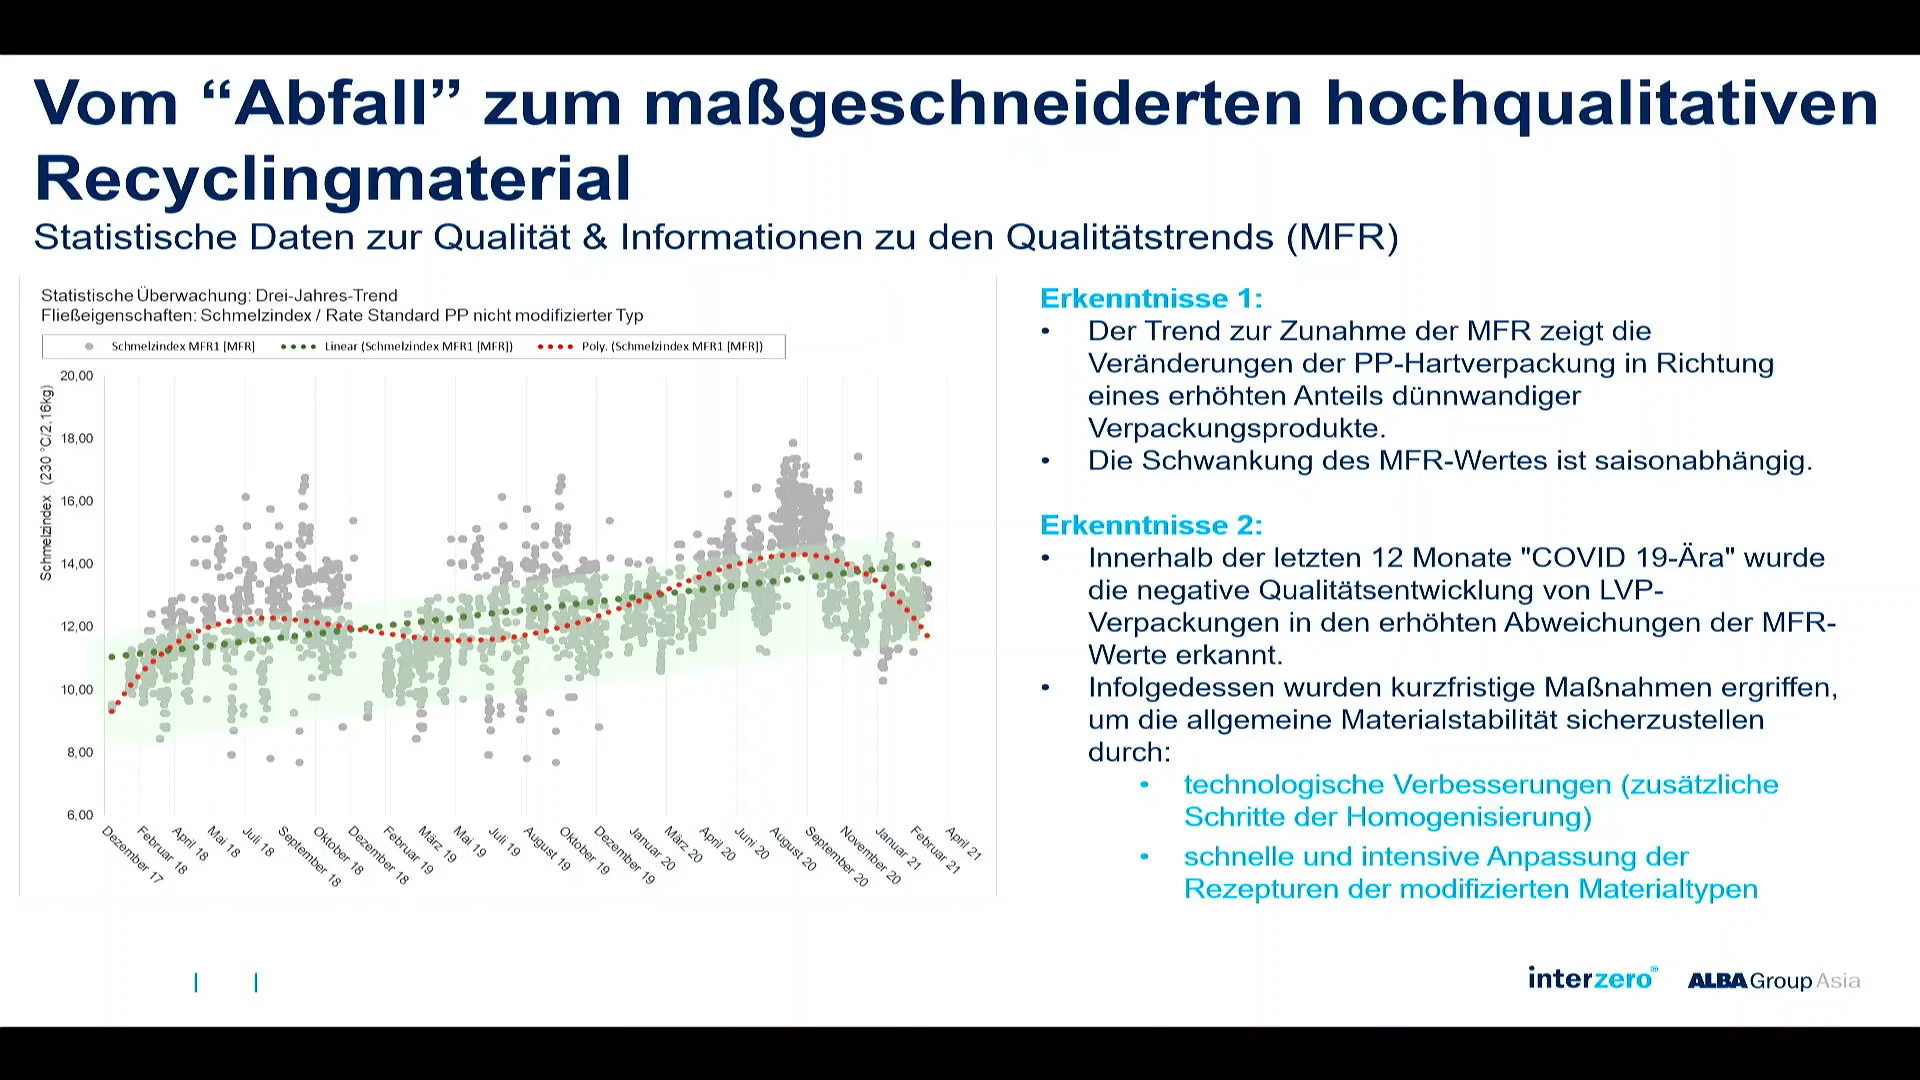 Vom “Abfall” zum maßgeschneiderten hochqualitativen
Recyclingmaterial
Statistische Daten zur Qualität & Informationen zu den Qualitätstrends (MFR)
Statistische Überwachung: Drei-Jahres-Trend
Fließeigenschaften: Schmelzindex / Rate Standard PP nicht modifizierter Typ
Schmelzindex MFR1 [MFR] Linear (Schmelzindex MFR1 [MFR]) Poly. (Schmelzindex MFR1 [MFR])
Schmelzindex (230 °C/2,16kg)
20,00
18,00
16,00
14,00
12,00
10,00
8,00
6,00
Dezember 17
Februar 18
April 18
Mai 18
Juli 18
September 18
Oktober 18
Dezember 18
Februar 19
März 19
Mai 19
Juli 19
August 19
Oktober 19
Dezember 19
Januar 20
März 20
April 20
Juni 20
August 20
September 20
November 20
Januar 21
Februar 21
April 21
Erkenntnisse 1:
• Der Trend zur Zunahme der MFR zeigt die
Veränderungen der PP-Hartverpackung in Richtung
eines erhöhten Anteils dünnwandiger
Verpackungsprodukte.
• Die Schwankung des MFR-Wertes ist saisonabhängig.
Erkenntnisse 2:
• Innerhalb der letzten 12 Monate "COVID 19-Ära" wurde
die negative Qualitätsentwicklung von LVP-
Verpackungen in den erhöhten Abweichungen der MFR-
Werte erkannt.
• Infolgedessen wurden kurzfristige Maßnahmen ergriffen,
um die allgemeine Materialstabilität sicherzustellen
durch:
• technologische Verbesserungen (zusätzliche
Schritte der Homogenisierung)
• schnelle und intensive Anpassung der
Rezepturen der modifizierten Materialtypen
interzero® ALBA Group Asia